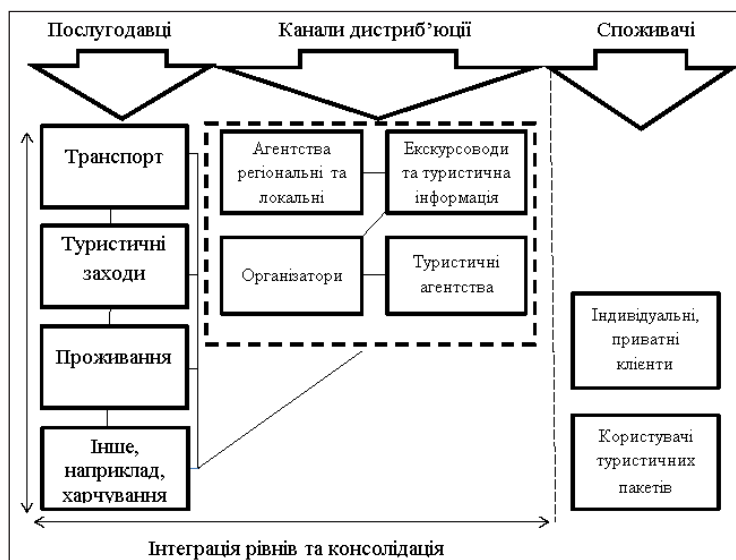 Послугодавці
Канали дистриб’юції
Споживачі
Транспорт
Туристичні
заходи
Проживання
Інше,
наприклад,
харчування
Агентства
регіональні та
локальні
Екскурсоводи
та туристична
інформація
Організатори
Туристичні
агентства
Індивідуальні,
приватні
клієнти
Користувачі
туристичних
пакетів
Інтеграція рівнів та консолідація